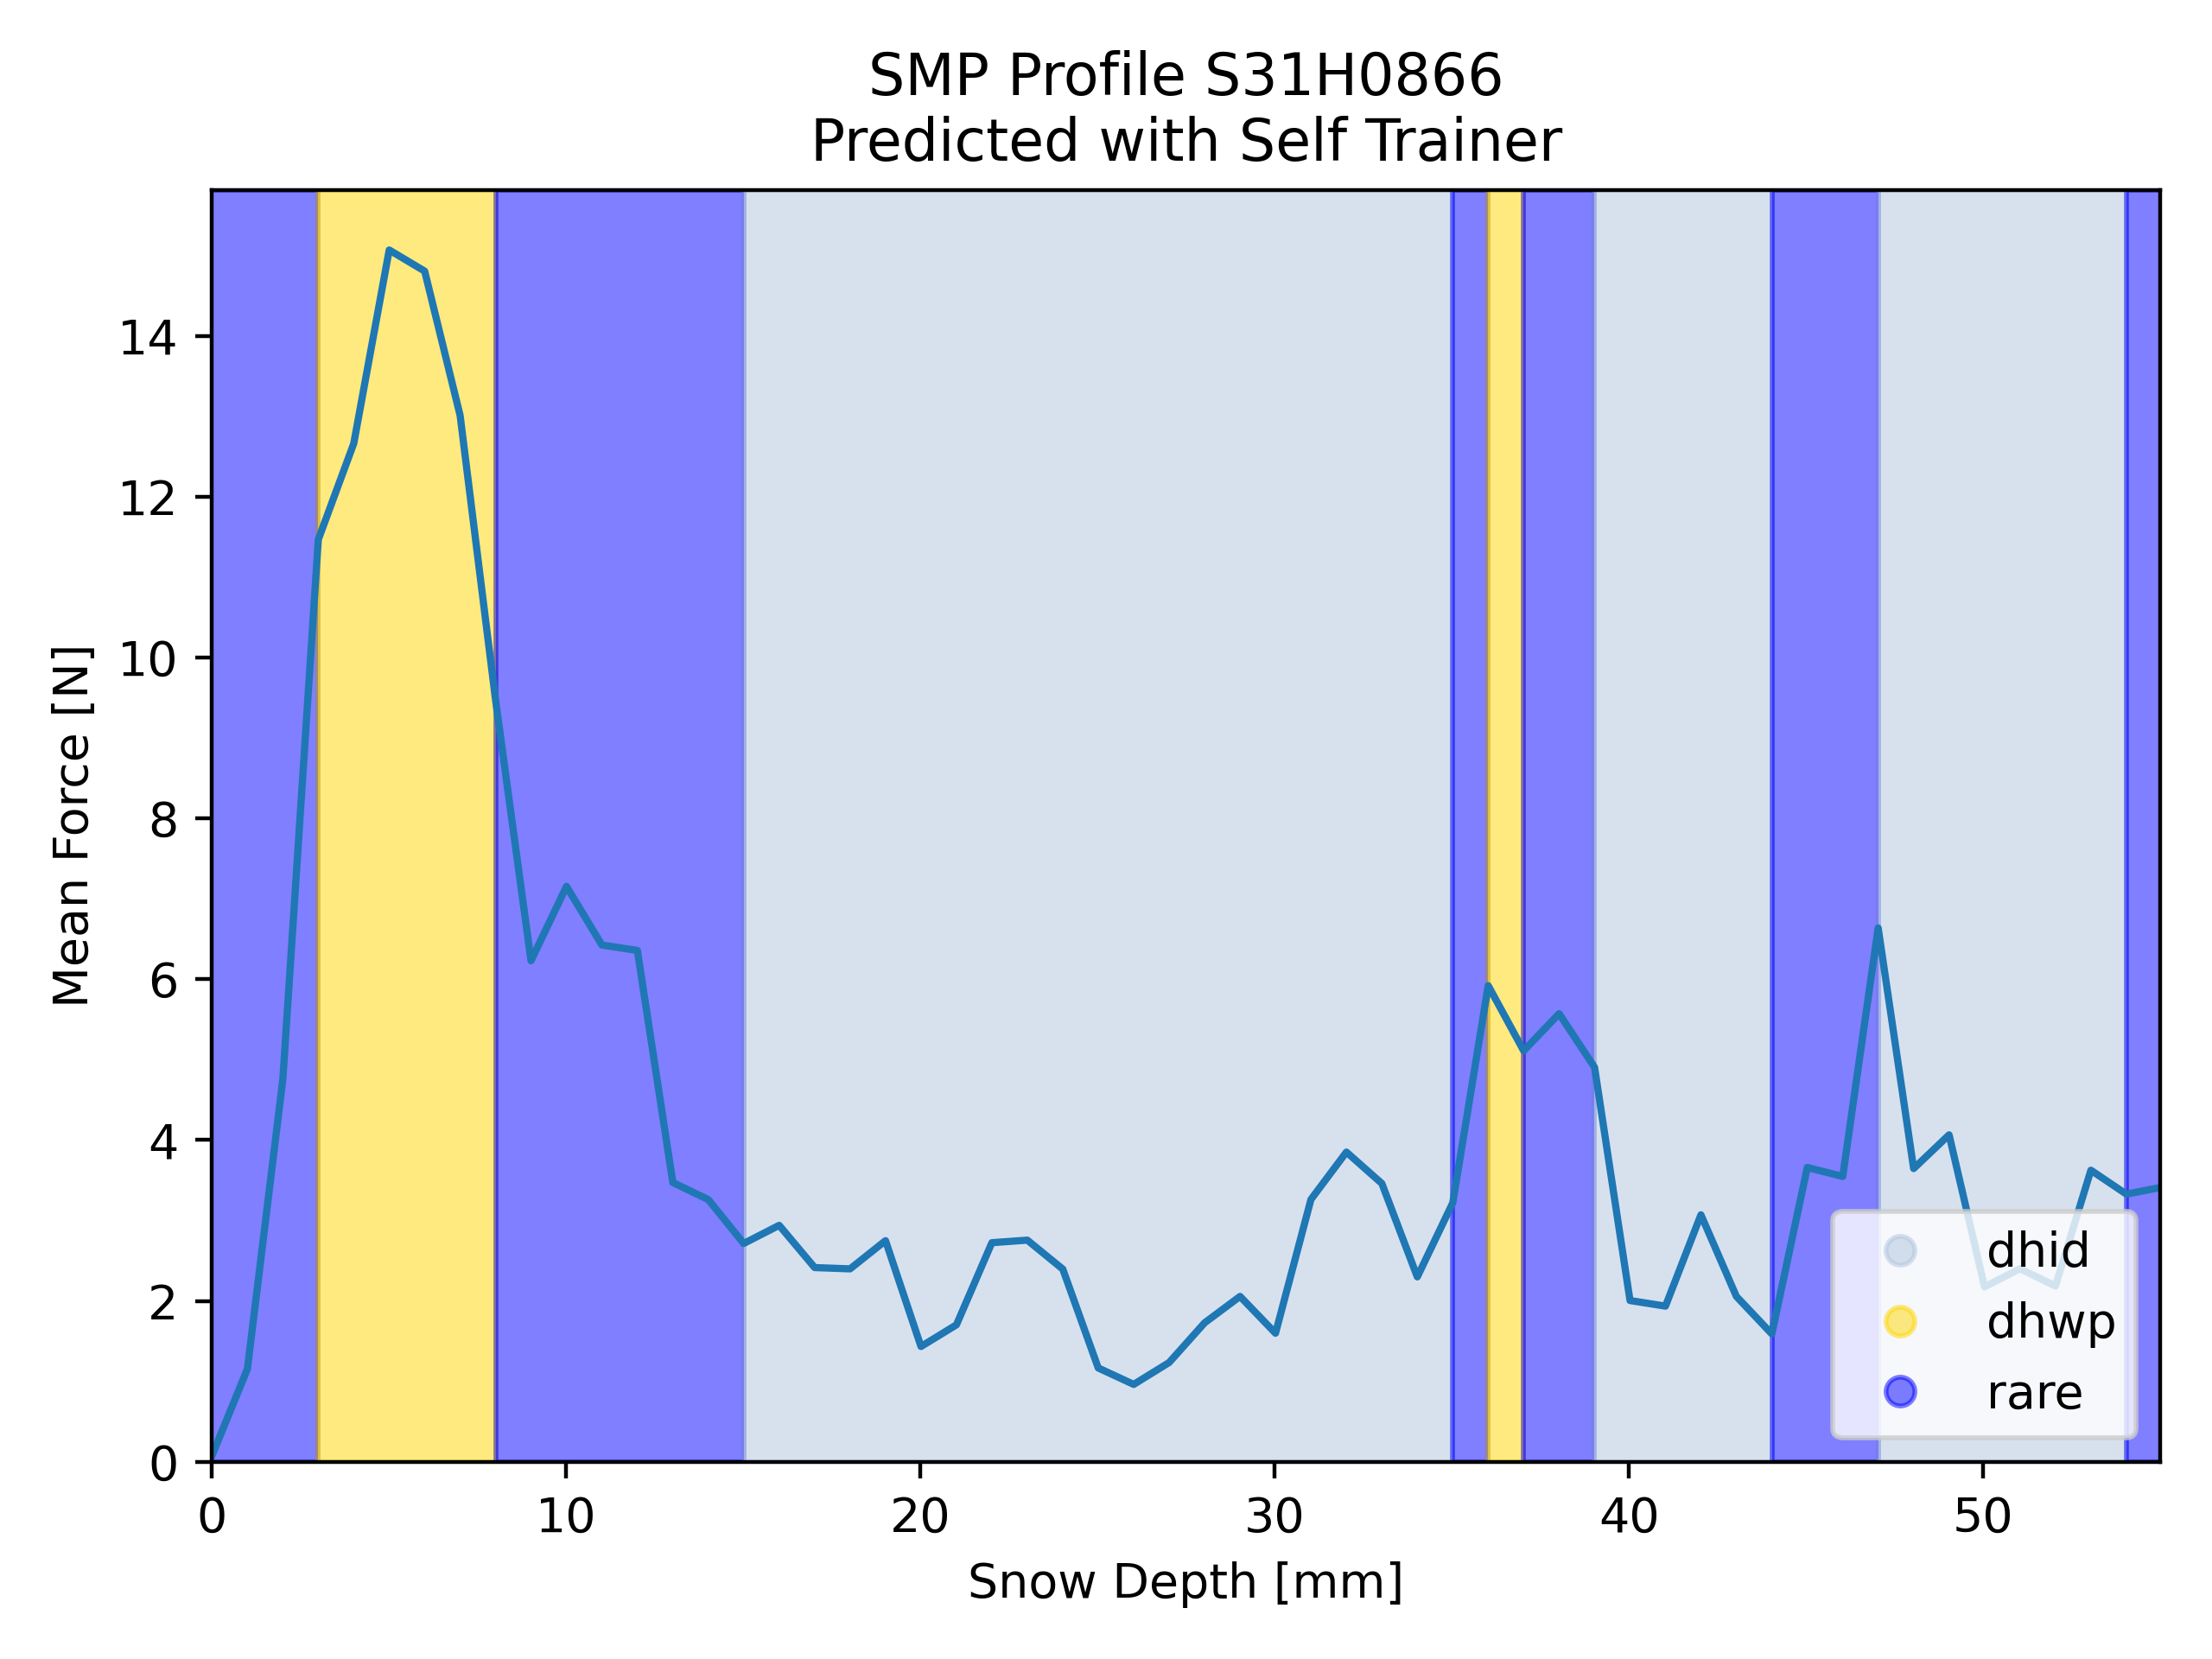 SMP Profile S31H0866
Predicted with Self Trainer
Mean Force [N]
14
12
10
8
6
4
2
0
0 10 20 30 40 50
Snow Depth [mm]
dhid
dhwp
rare